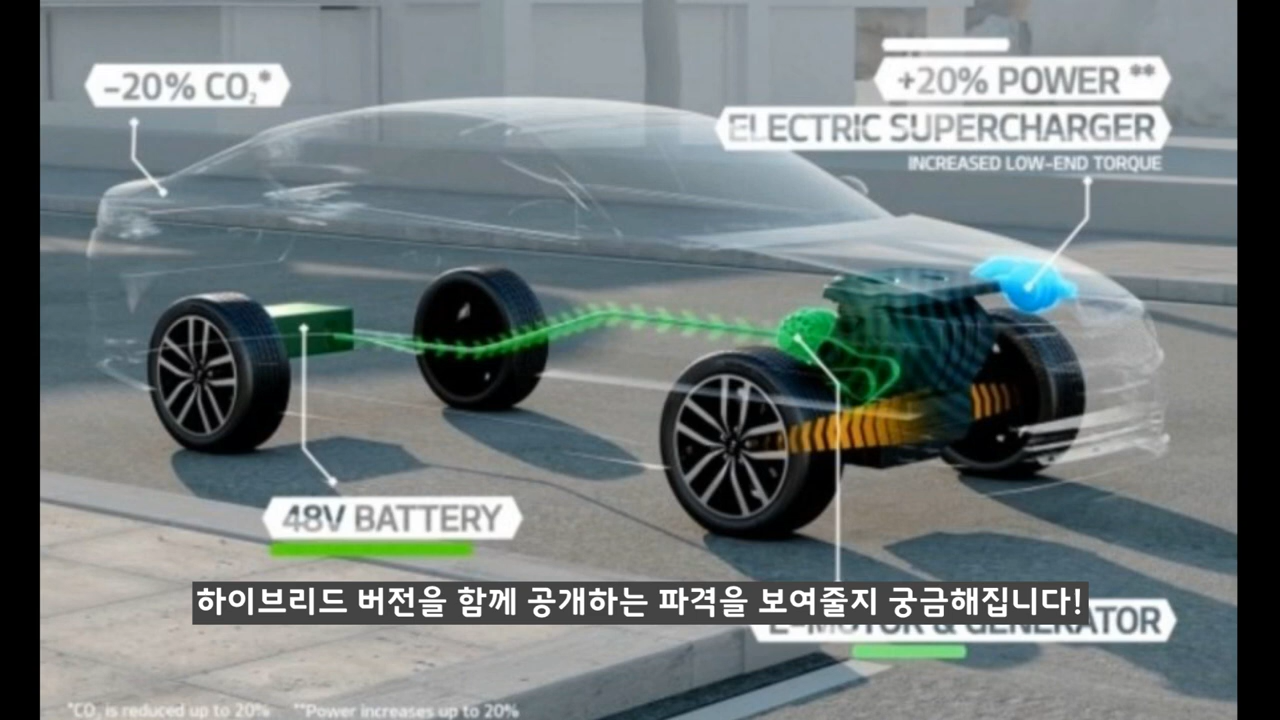 -20% CO₂*
+20% POWER **
ELECTRIC SUPERCHARGER
INCREASED LOW-END TORQUE
48V BATTERY
하이브리드 버전을 함께 공개하는 파격을 보여줄지 궁금해집니다!
E-MOTOR & GENERATOR
*CO₂ is reduced up to 20% **Power increases up to 20%